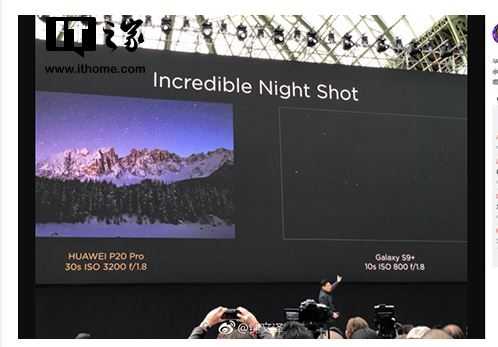 IT之家
www.ithome.com
Incredible Night Shot
HUAWEI P20 Pro
30s ISO 3200 f/1.8
Galaxy S9+
10s ISO 800 f/1.8